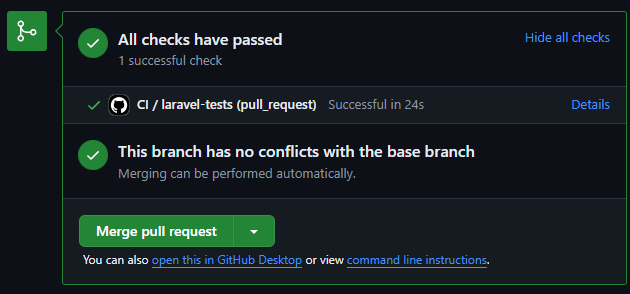 All checks have passed
Hide all checks
1 successful check
CI / laravel-tests (pull_request) Successful in 24s
Details
This branch has no conflicts with the base branch
Merging can be performed automatically.
Merge pull request
You can also open this in GitHub Desktop or view command line instructions.